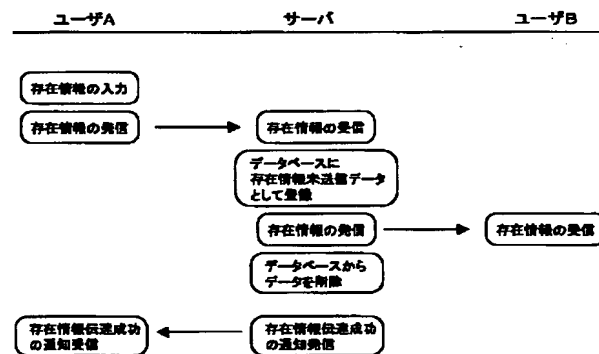 ユーザA
サーバ
ユーザB
存在情報の入力
存在情報の発信
存在情報の受信
データベースに
存在情報未送信データ
として登録
存在情報の発信
存在情報の受信
データベースから
データを削除
存在情報伝達成功
の通知受信
存在情報伝達成功
の通知発信